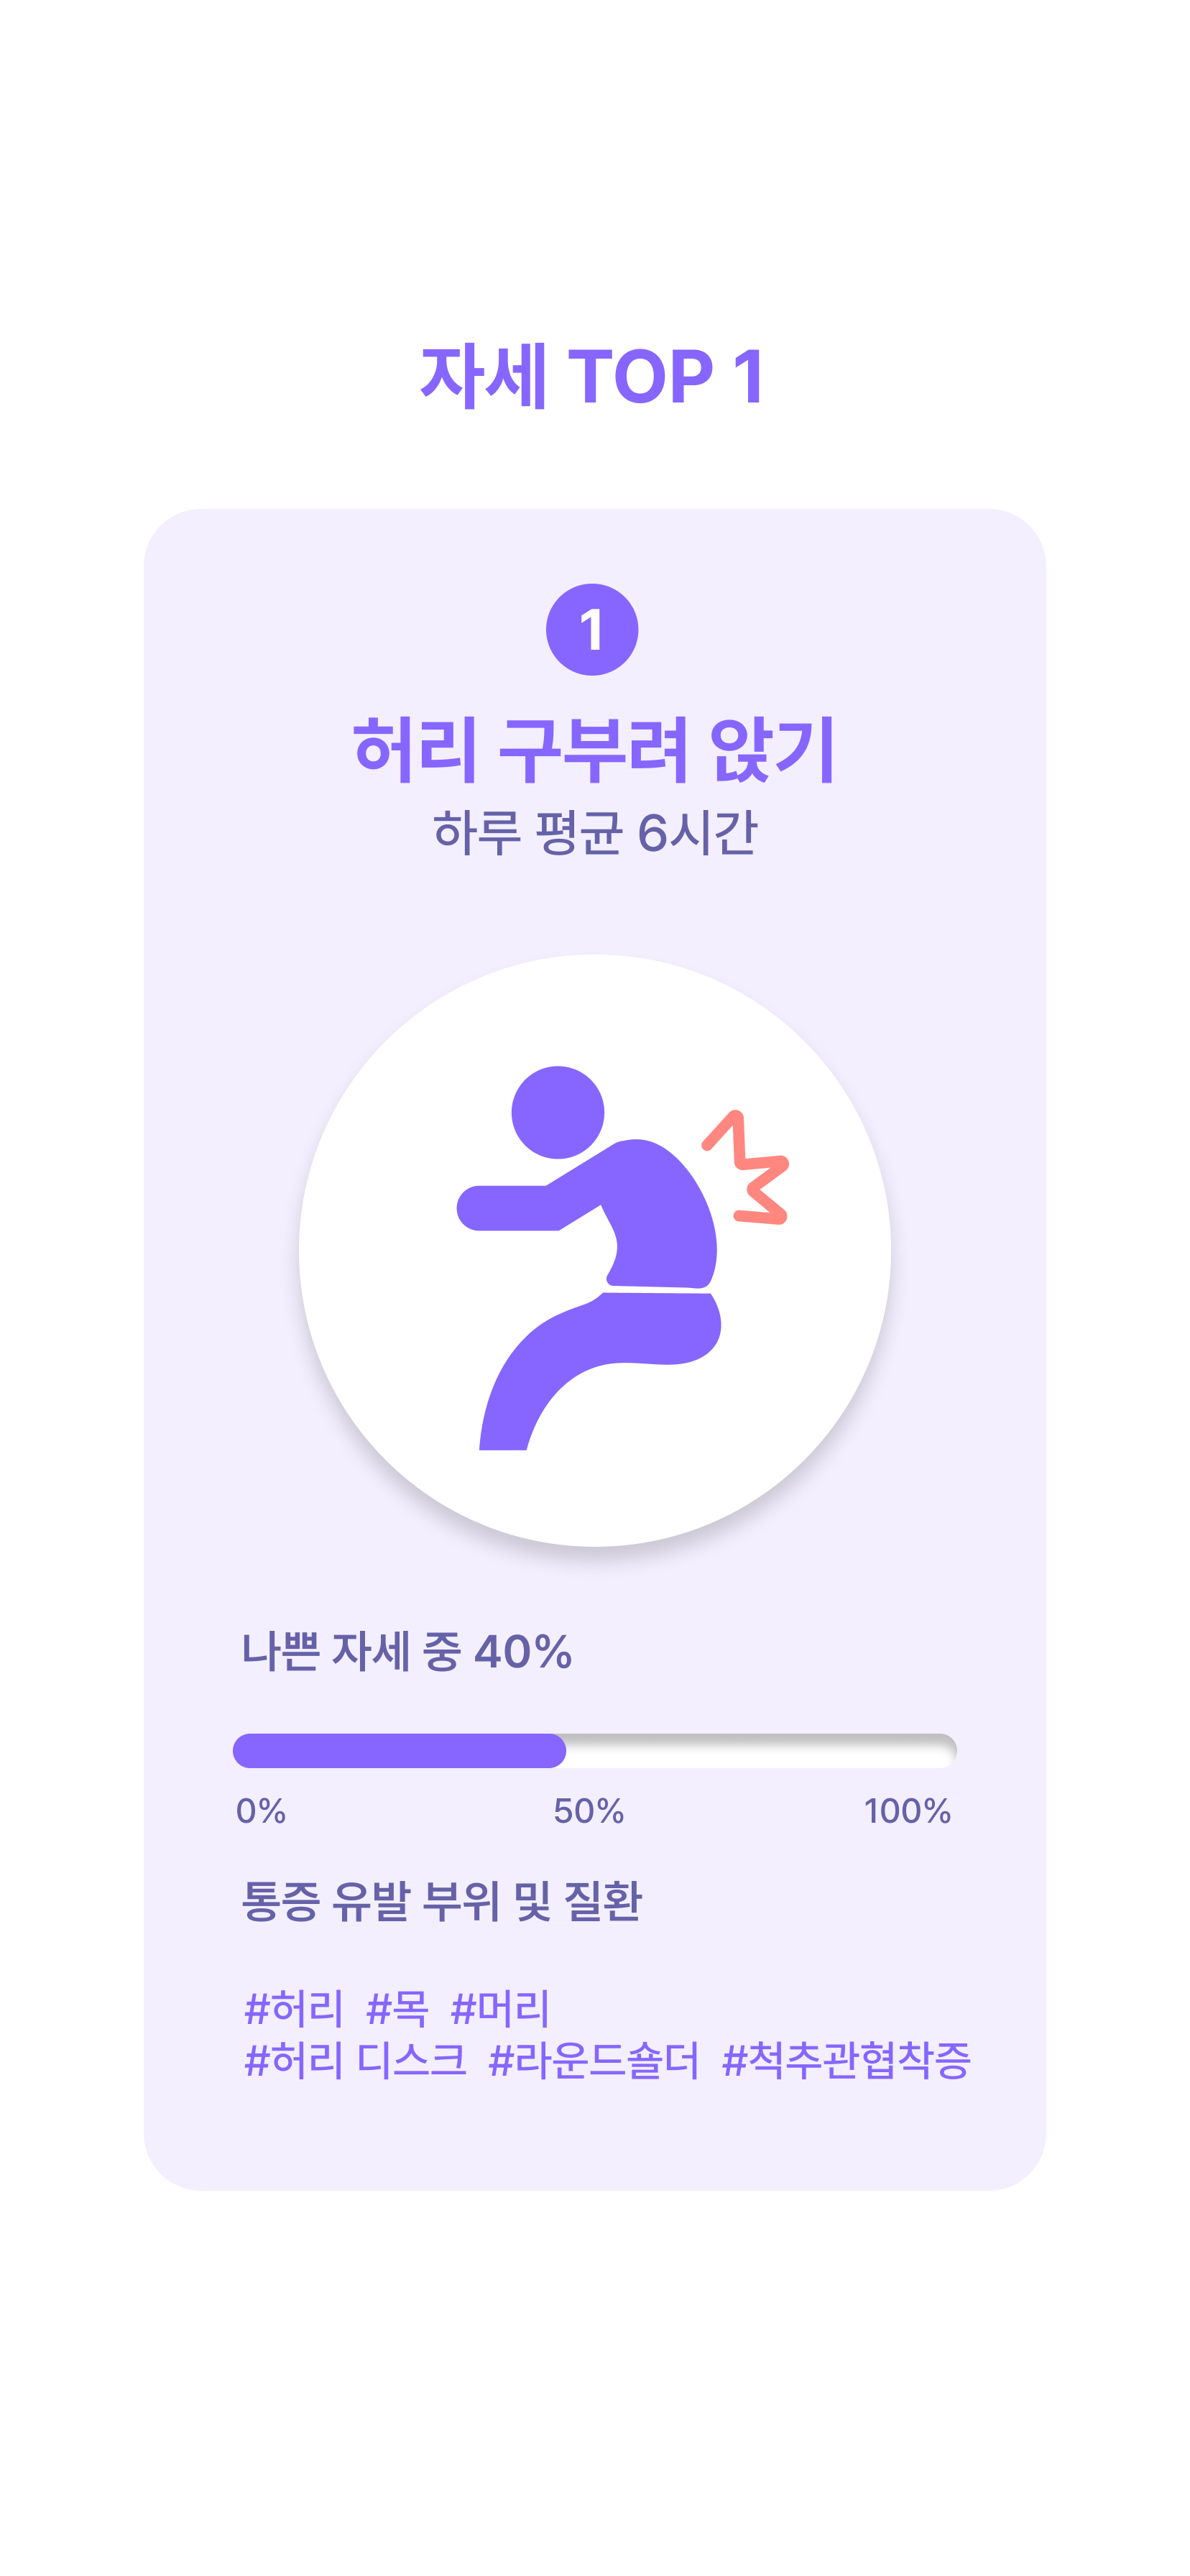 자세 TOP 1
1
허리 구부려 앉기
하루 평균 6시간
나쁜 자세 중 40%
0% 50% 100%
통증 유발 부위 및 질환
#허리 #목 #머리
#허리 디스크 #라운드숄더 #척추관협착증